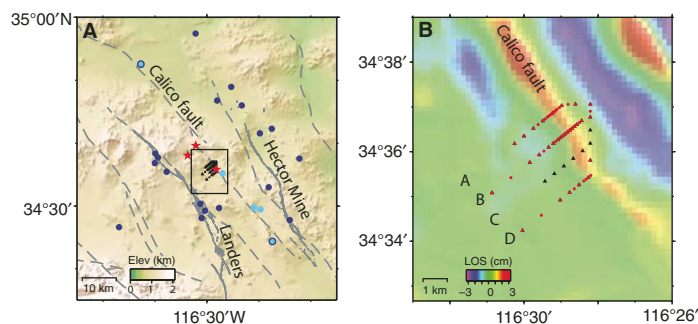 35°00'N
A
Calico fault
Hector Mine
34°30'
Landers
Elev (km)
10 km
0 1 2
116°30'W
B
34°38'
Calico fault
34°36'
A
B
C
34°34'
D
LOS (cm)
1 km
−3 3
116°30'
116°26'